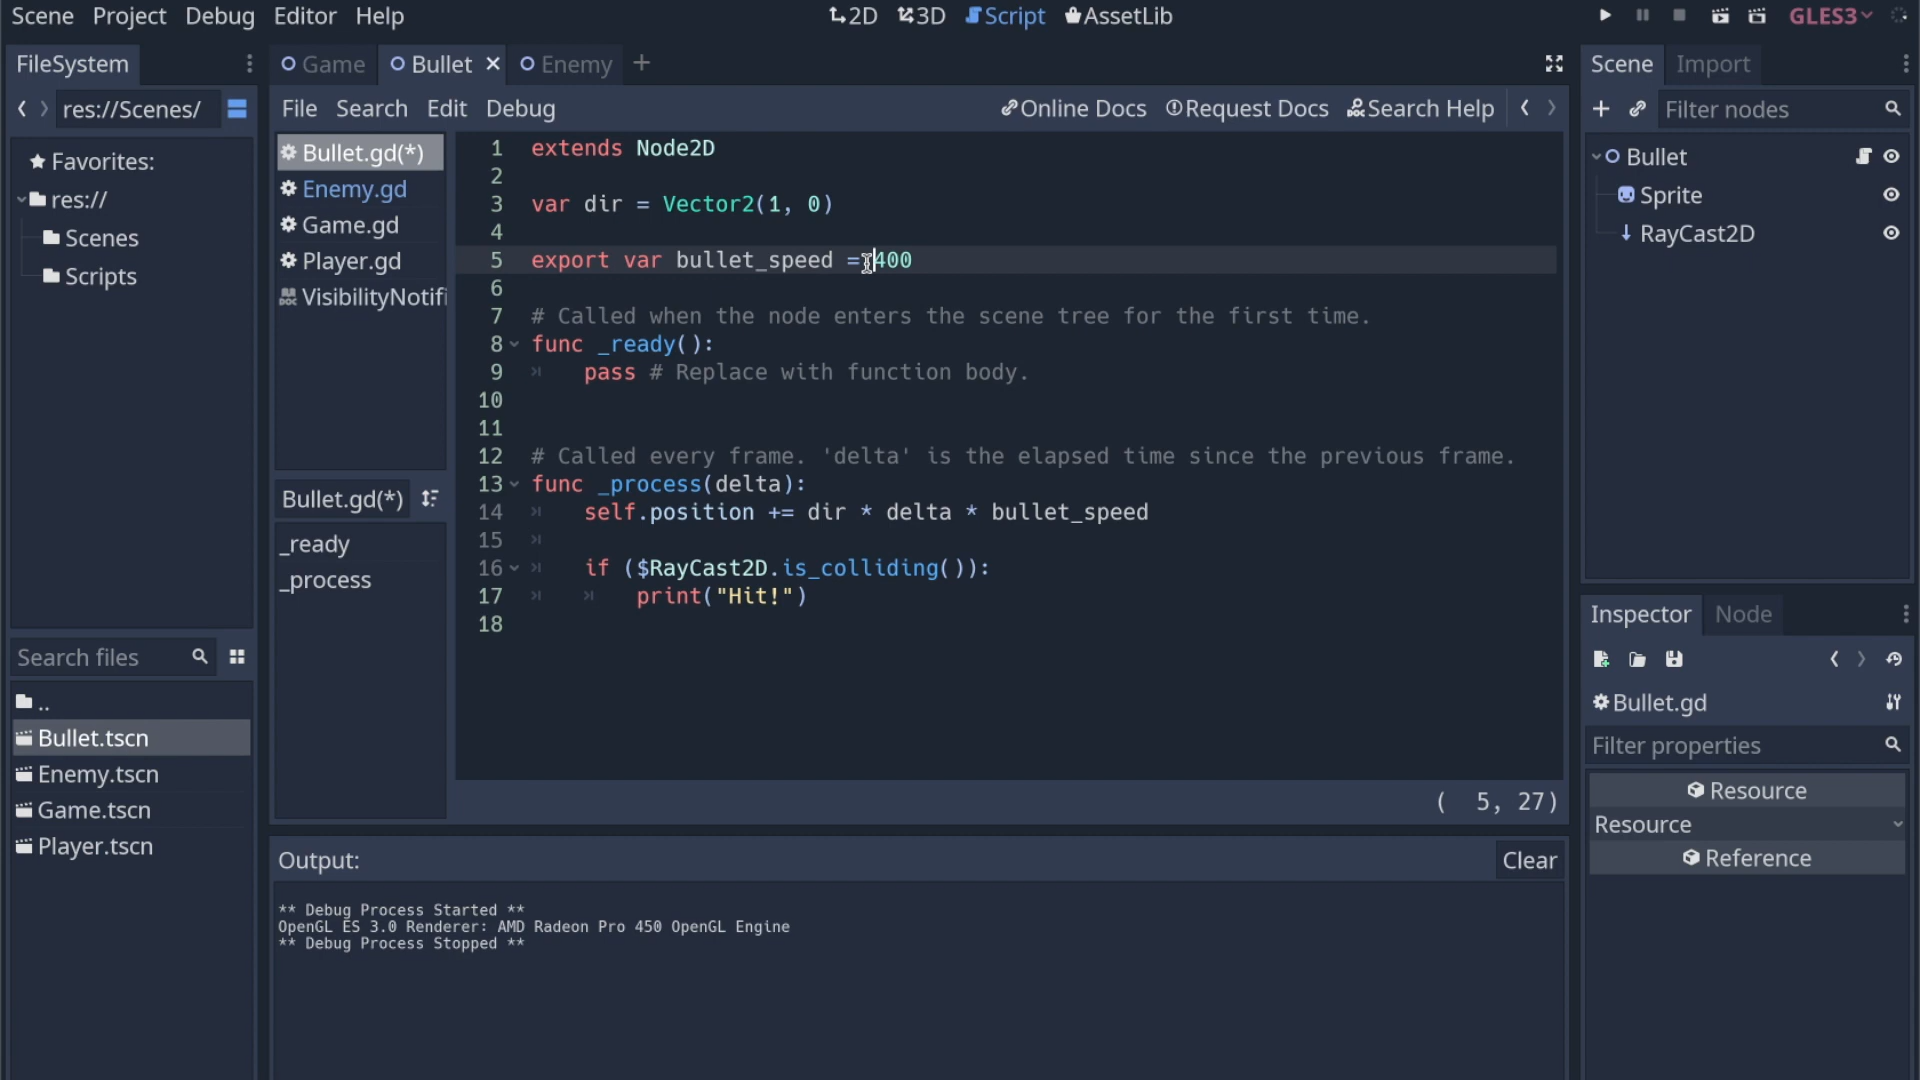 Scene Project Debug Editor Help
2D 3D Script AssetLib
GLES3
FileSystem
res://Scenes/
Favorites:
res://
Scenes
Scripts
Search files
..
Bullet.tscn
Enemy.tscn
Game.tscn
Player.tscn
Game Bullet Enemy
File Search Edit Debug
Online Docs Request Docs Search Help
Bullet.gd(*)
Enemy.gd
Game.gd
Player.gd
VisibilityNotifi
Bullet.gd(*)
_ready
_process
1 extends Node2D
2
3 var dir = Vector2(1, 0)
4
5 export var bullet_speed = 400
6
7 # Called when the node enters the scene tree for the first time.
8 func _ready():
9 pass # Replace with function body.
10
11
12 # Called every frame. 'delta' is the elapsed time since the previous frame.
13 func _process(delta):
14 self.position += dir * delta * bullet_speed
15
16 if ($RayCast2D.is_colliding()):
17 print("Hit!")
18
( 5, 27)
Output:
Clear
** Debug Process Started **
OpenGL ES 3.0 Renderer: AMD Radeon Pro 450 OpenGL Engine
** Debug Process Stopped **
Scene Import
Filter nodes
Bullet
Sprite
RayCast2D
Inspector Node
Bullet.gd
Filter properties
Resource
Resource
Reference